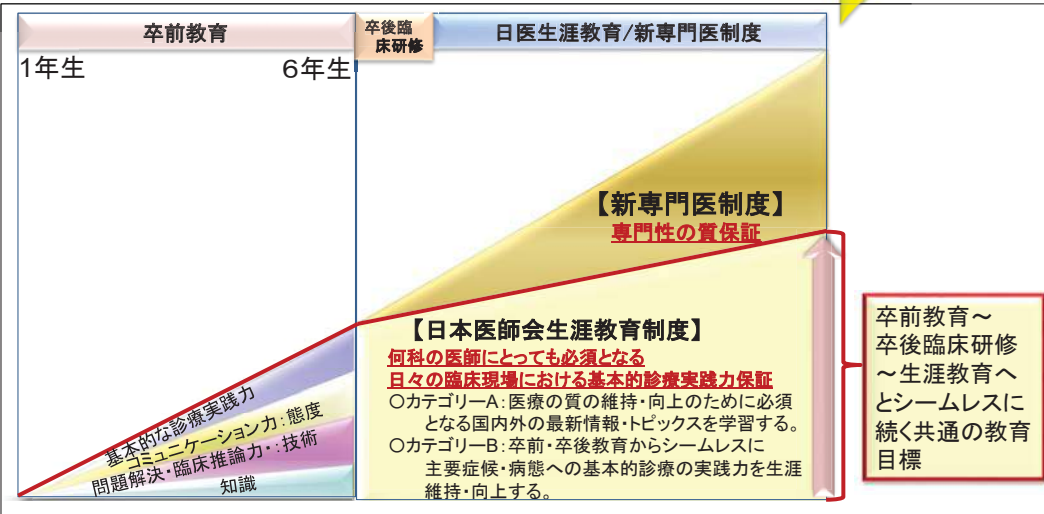 卒前教育
卒後臨
床研修
日医生涯教育/新専門医制度
1年生
6年生
【新専門医制度】
専門性の質保証
【日本医師会生涯教育制度】
何科の医師にとっても必須となる
日々の臨床現場における基本的診療実践力保証
○カテゴリーA:医療の質の維持・向上のために必須
となる国内外の最新情報・トピックスを学習する。
○カテゴリーB:卒前・卒後教育からシームレスに
主要症候・病態への基本的診療の実践力を生涯
維持・向上する。
基本的な診療実践力
コミュニケーション力:態度
問題解決・臨床推論力・:技術
知識
卒前教育～
卒後臨床研修
～生涯教育へ
とシームレスに
続く共通の教育
目標